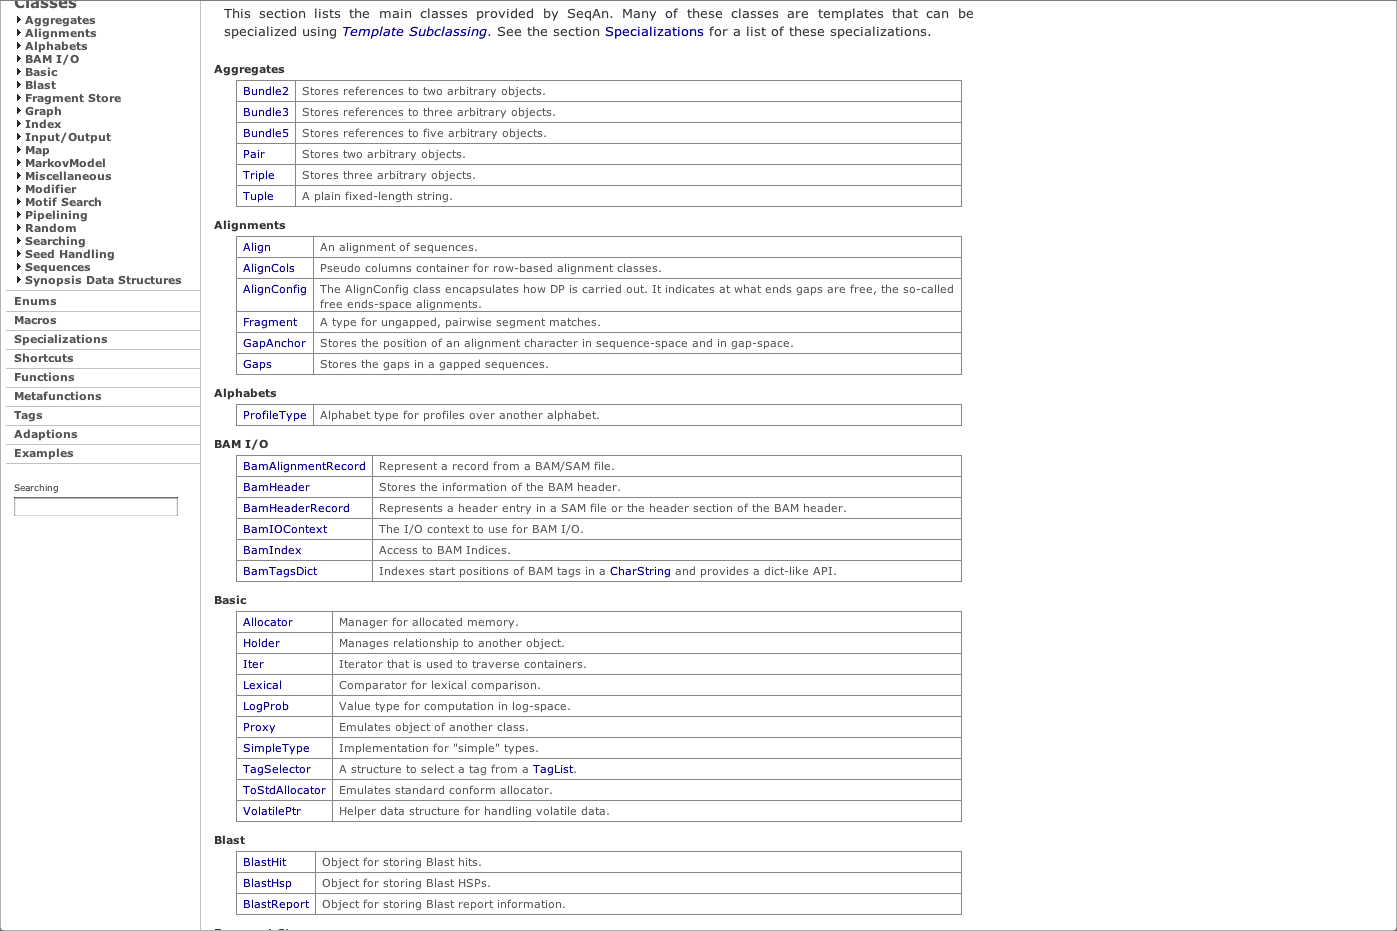 Classes
Aggregates
Alignments
Alphabets
BAM I/O
Basic
Blast
Fragment Store
Graph
Index
Input/Output
Map
MarkovModel
Miscellaneous
Modifier
Motif Search
Pipelining
Random
Searching
Seed Handling
Sequences
Synopsis Data Structures
Enums
Macros
Specializations
Shortcuts
Functions
Metafunctions
Tags
Adaptions
Examples
Searching
This section lists the main classes provided by SeqAn. Many of these classes are templates that can be
specialized using Template Subclassing. See the section Specializations for a list of these specializations.
Aggregates
Bundle2 Stores references to two arbitrary objects.
Bundle3 Stores references to three arbitrary objects.
Bundle5 Stores references to five arbitrary objects.
Pair Stores two arbitrary objects.
Triple Stores three arbitrary objects.
Tuple A plain fixed-length string.
Alignments
Align An alignment of sequences.
AlignCols Pseudo columns container for row-based alignment classes.
AlignConfig The AlignConfig class encapsulates how DP is carried out. It indicates at what ends gaps are free, the so-called
free ends-space alignments.
Fragment A type for ungapped, pairwise segment matches.
GapAnchor Stores the position of an alignment character in sequence-space and in gap-space.
Gaps Stores the gaps in a gapped sequences.
Alphabets
ProfileType Alphabet type for profiles over another alphabet.
BAM I/O
BamAlignmentRecord Represent a record from a BAM/SAM file.
BamHeader Stores the information of the BAM header.
BamHeaderRecord Represents a header entry in a SAM file or the header section of the BAM header.
BamIOContext The I/O context to use for BAM I/O.
BamIndex Access to BAM Indices.
BamTagsDict Indexes start positions of BAM tags in a CharString and provides a dict-like API.
Basic
Allocator Manager for allocated memory.
Holder Manages relationship to another object.
Iter Iterator that is used to traverse containers.
Lexical Comparator for lexical comparison.
LogProb Value type for computation in log-space.
Proxy Emulates object of another class.
SimpleType Implementation for "simple" types.
TagSelector A structure to select a tag from a TagList.
ToStdAllocator Emulates standard conform allocator.
VolatilePtr Helper data structure for handling volatile data.
Blast
BlastHit Object for storing Blast hits.
BlastHsp Object for storing Blast HSPs.
BlastReport Object for storing Blast report information.